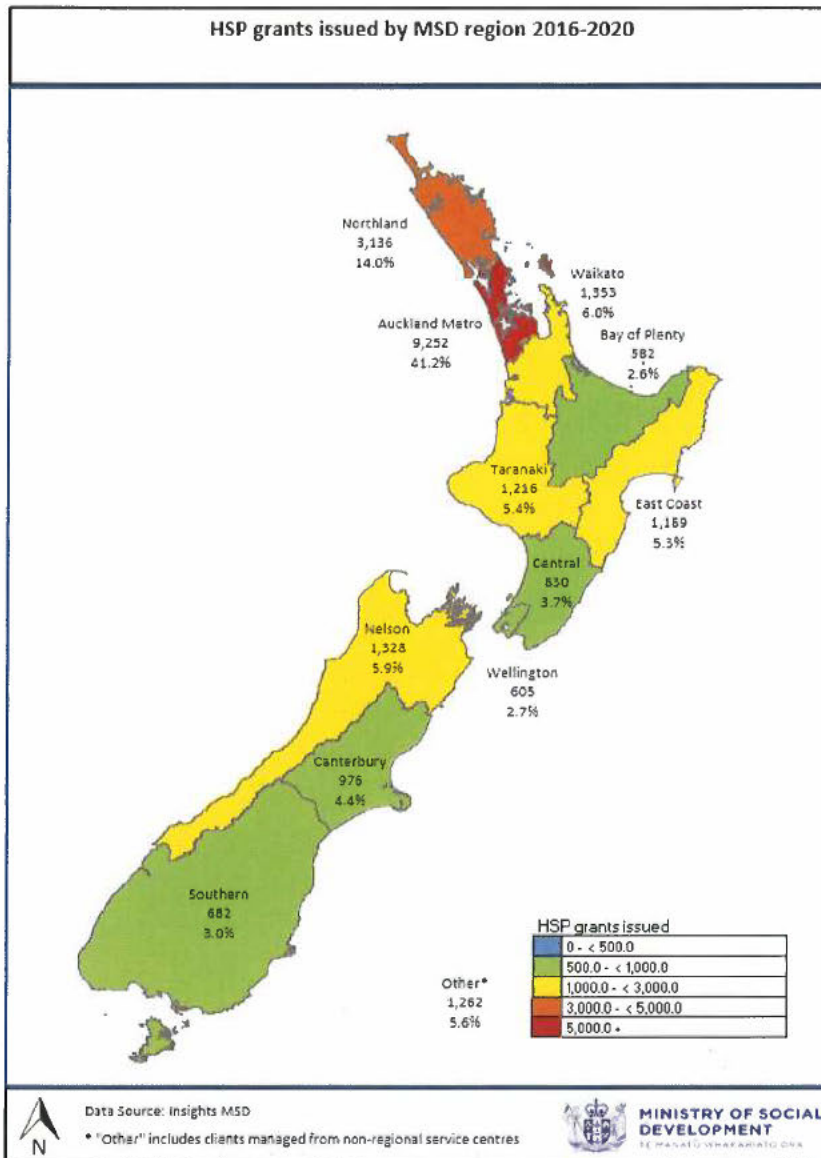 HSP grants issued by MSD region 2016-2020
Northland
3,136
14.0%
Waikato
1,353
6.0%
Auckland Metro
9,252
41.2%
Bay of Plenty
582
2.6%
Taranaki
1,216
5.4%
East Coast
1,189
5.3%
Central
830
3.7%
Nelson
1,328
5.9%
Wellington
605
2.7%
Canterbury
976
4.4%
Southern
682
3.0%
Other*
1,262
5.6%
HSP grants issued
0 - < 500.0
500.0 - < 1,000.0
1,000.0 - < 3,000.0
3,000.0 - < 5,000.0
5,000.0 +
N
Data Source: Insights MSD
* "Other" includes clients managed from non-regional service centres
MINISTRY OF SOCIAL
DEVELOPMENT
TE MANATŪ WHAKAHIATO ORA